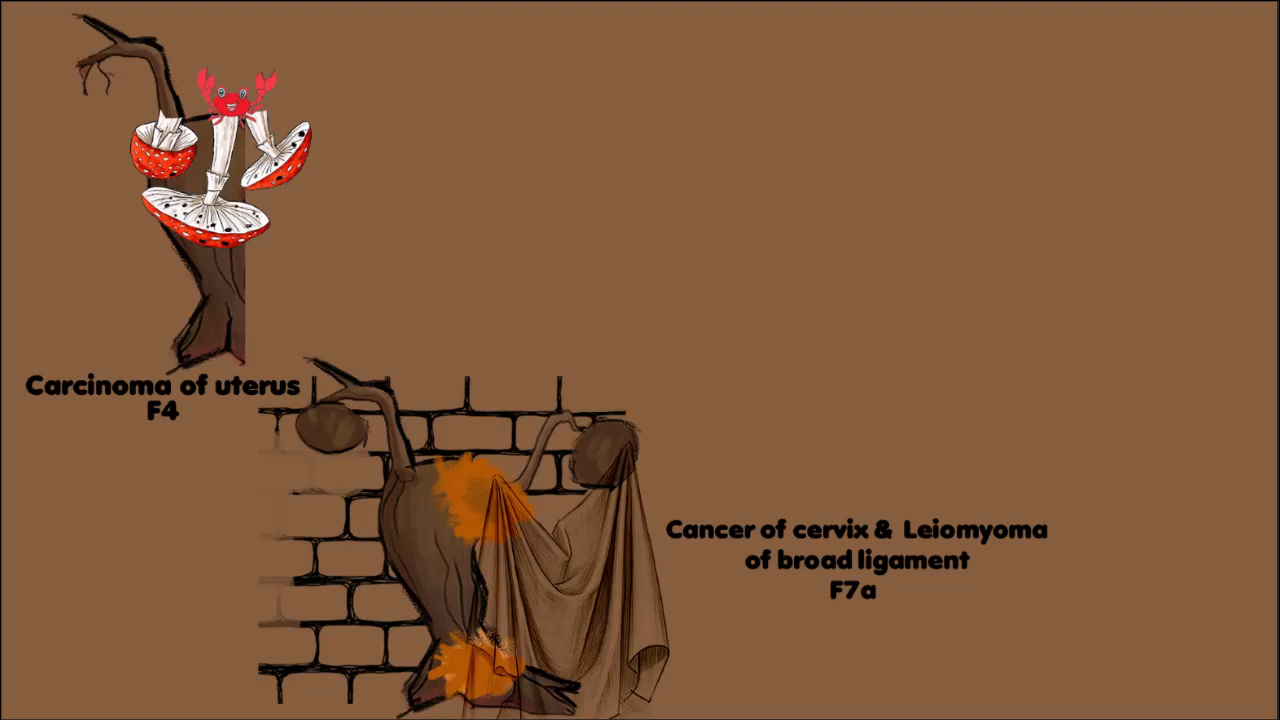 Carcinoma of uterus
F4
Cancer of cervix & Leiomyoma
of broad ligament
F7a